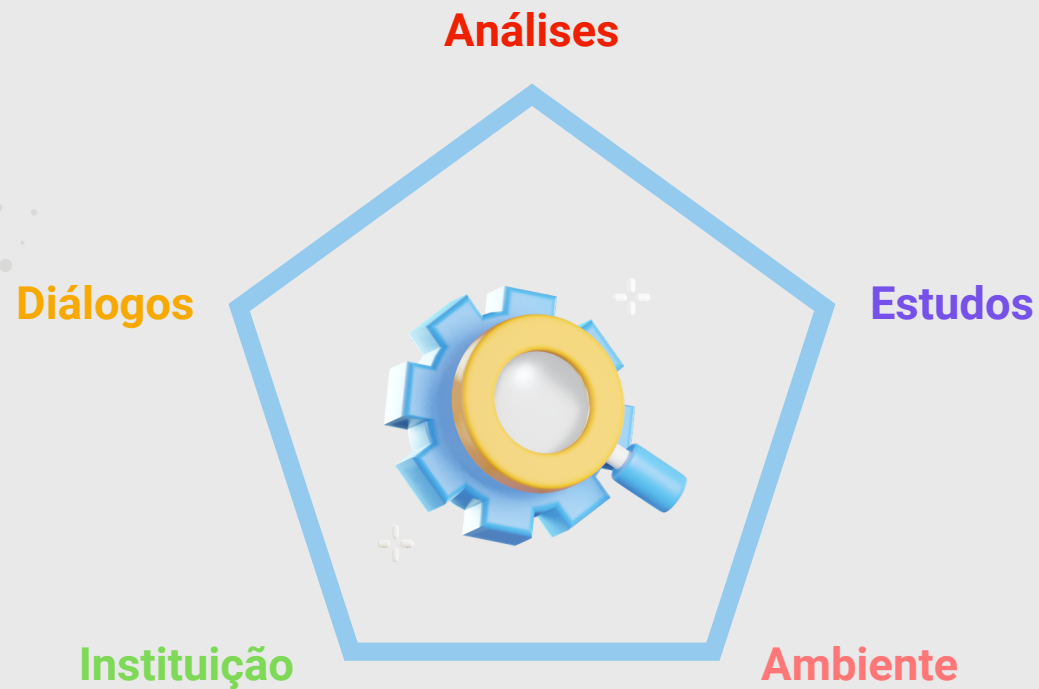 Análises
Diálogos
Estudos
Instituição
Ambiente